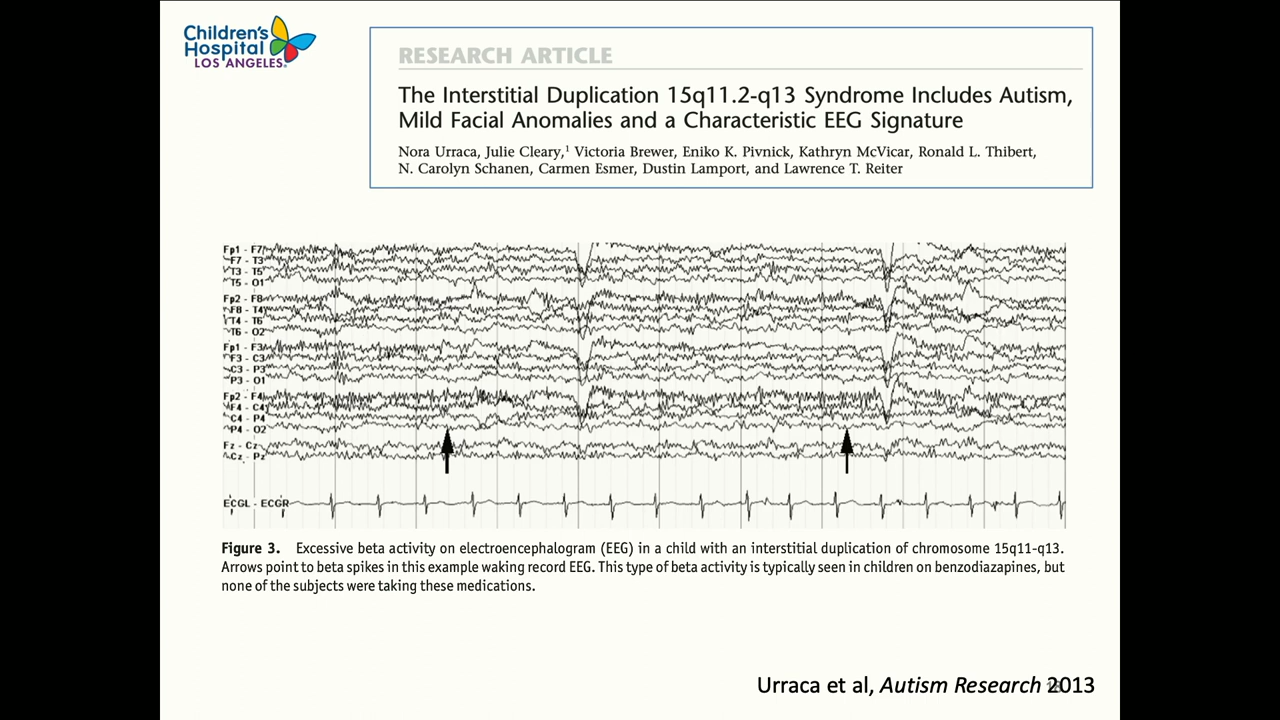 Children's
Hospital
LOS ANGELES
RESEARCH ARTICLE
The Interstitial Duplication 15q11.2-q13 Syndrome Includes Autism,
Mild Facial Anomalies and a Characteristic EEG Signature
Nora Urraca, Julie Cleary,¹ Victoria Brewer, Eniko K. Pivnick, Kathryn McVicar, Ronald L. Thibert,
N. Carolyn Schanen, Carmen Esmer, Dustin Lamport, and Lawrence T. Reiter
Fp1 - F7
F7 - T3
T3 - T5
T5 - O1
Fp2 - F8
F8 - T4
T4 - T6
T6 - O2
Fp1 - F3
F3 - C3
C3 - P3
P3 - O1
Fp2 - F4
F4 - C4
C4 - P4
P4 - O2
Fz - Cz
Cz - Pz
ECGL - ECGR
Figure 3. Excessive beta activity on electroencephalogram (EEG) in a child with an interstitial duplication of chromosome 15q11-q13.
Arrows point to beta spikes in this example waking record EEG. This type of beta activity is typically seen in children on benzodiazapines, but
none of the subjects were taking these medications.
Urraca et al, Autism Research 2013